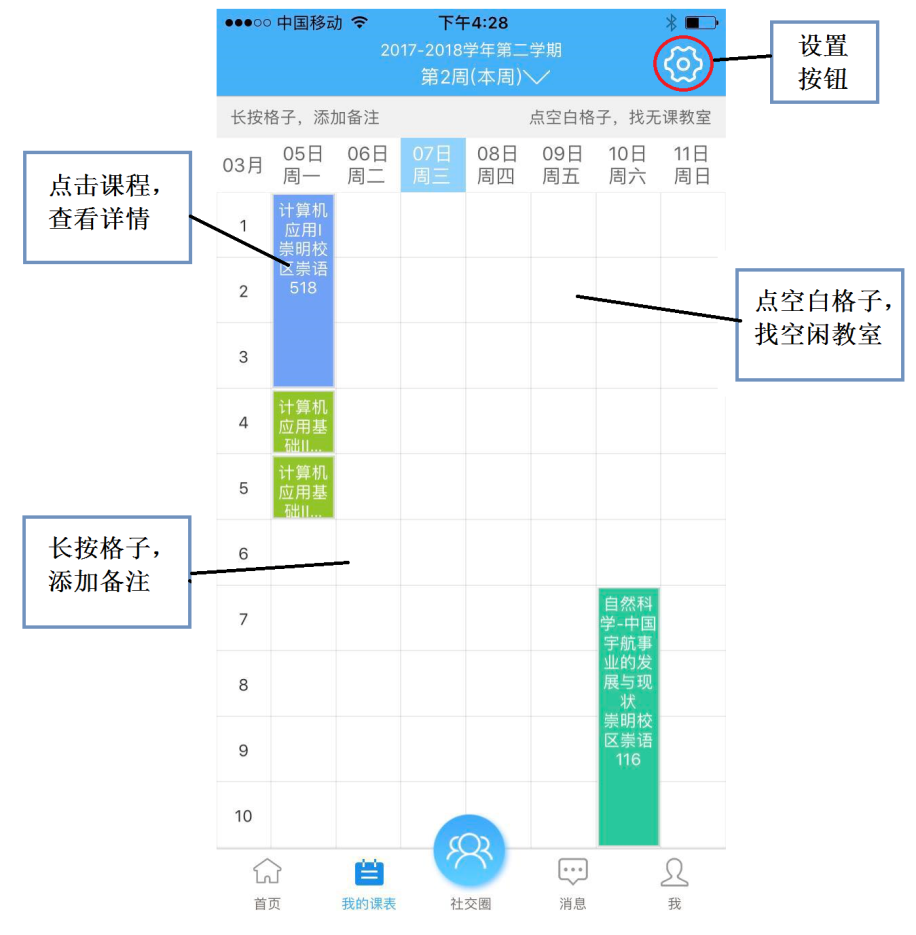 中国移动
下午4:28
2017-2018学年第二学期
第2周(本周)
设置
按钮
长按格子，添加备注
点空白格子，找无课教室
03月
05日
周一
06日
周二
07日
周三
08日
周四
09日
周五
10日
周六
11日
周日
点击课程，
查看详情
1
2
3
4
5
6
7
8
9
10
计算机
应用I
崇明校
区崇语
518
点空白格子，
找空闲教室
计算机
应用基
础II...
计算机
应用基
础II...
长按格子，
添加备注
自然科
学-中国
宇航事
业的发
展与现
状
崇明校
区崇语
116
首页
我的课表
社交圈
消息
我